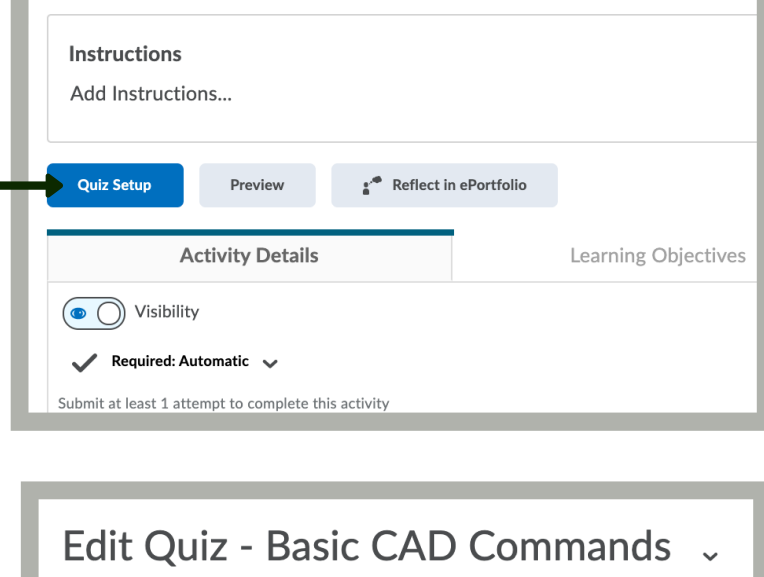 Instructions
Add Instructions...
Quiz Setup Preview Reflect in ePortfolio
Activity Details Learning Objectives
Visibility
Required: Automatic
Submit at least 1 attempt to complete this activity
Edit Quiz - Basic CAD Commands